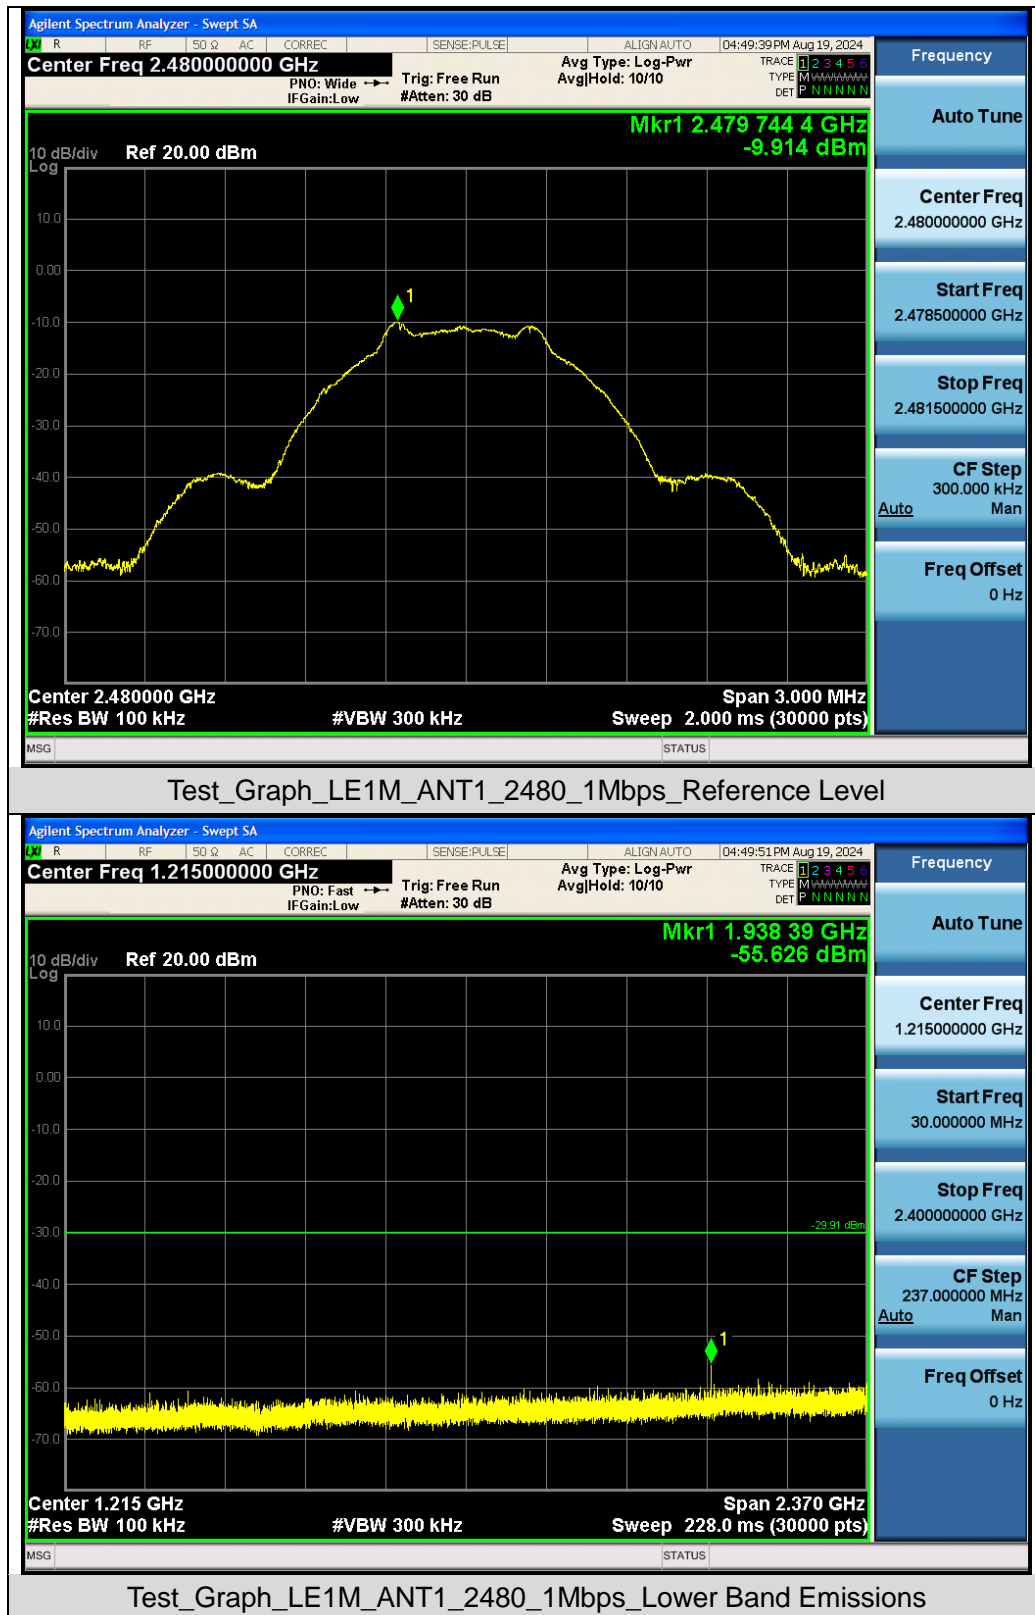 Agilent Spectrum Analyzer - Swept SA
LXI R RF 50 Ω AC CORREC SENSE:PULSE ALIGN AUTO 04:49:39 PM Aug 19, 2024
Center Freq 2.480000000 GHz
PNO: Wide
IFGain:Low
Trig: Free Run
#Atten: 30 dB
Avg Type: Log-Pwr
Avg|Hold: 10/10
TRACE 1 2 3 4 5 6
TYPE M W W W W W
DET P N N N N N
Mkr1 2.479 744 4 GHz
-9.914 dBm
10 dB/div Ref 20.00 dBm
Log
10.0
0.00
1
-10.0
-20.0
-30.0
-40.0
-50.0
-60.0
-70.0
Center 2.480000 GHz Span 3.000 MHz
#Res BW 100 kHz #VBW 300 kHz Sweep 2.000 ms (30000 pts)
MSG STATUS
Frequency
Auto Tune
Center Freq
2.480000000 GHz
Start Freq
2.478500000 GHz
Stop Freq
2.481500000 GHz
CF Step
300.000 kHz
Auto Man
Freq Offset
0 Hz
Test_Graph_LE1M_ANT1_2480_1Mbps_Reference Level
Agilent Spectrum Analyzer - Swept SA
LXI R RF 50 Ω AC CORREC SENSE:PULSE ALIGN AUTO 04:49:51 PM Aug 19, 2024
Center Freq 1.215000000 GHz
PNO: Fast
IFGain:Low
Trig: Free Run
#Atten: 30 dB
Avg Type: Log-Pwr
Avg|Hold: 10/10
TRACE 1 2 3 4 5 6
TYPE M W W W W W
DET P N N N N N
Mkr1 1.938 39 GHz
-55.626 dBm
10 dB/div Ref 20.00 dBm
Log
10.0
0.00
-10.0
-20.0
-29.91 dBm
-30.0
-40.0
-50.0
1
-60.0
-70.0
Center 1.215 GHz Span 2.370 GHz
#Res BW 100 kHz #VBW 300 kHz Sweep 228.0 ms (30000 pts)
MSG STATUS
Frequency
Auto Tune
Center Freq
1.215000000 GHz
Start Freq
30.000000 MHz
Stop Freq
2.400000000 GHz
CF Step
237.000000 MHz
Auto Man
Freq Offset
0 Hz
Test_Graph_LE1M_ANT1_2480_1Mbps_Lower Band Emissions